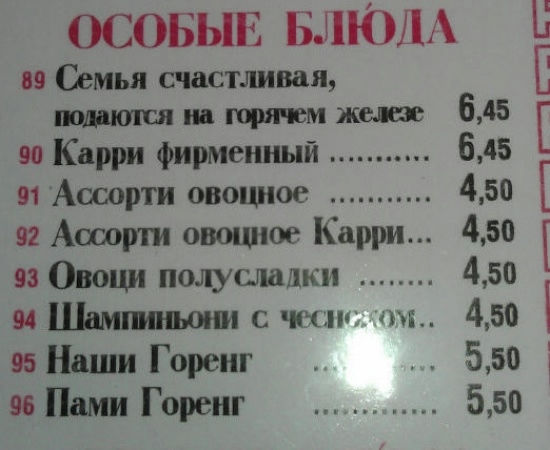 ОСОБЫЕ БЛЮДА
89 Семья счастливая,
подаются на горячем железе 6,45
90 Карри фирменный ........... 6,45
91 Ассорти овоцное ........... 4,50
92 Ассорти овоцное Карри... 4,50
93 Овоци полусладки ........ 4,50
94 Шампиньони с чесноком.. 4,50
95 Наши Горенг ............. 5,50
96 Пами Горенг ............. 5,50